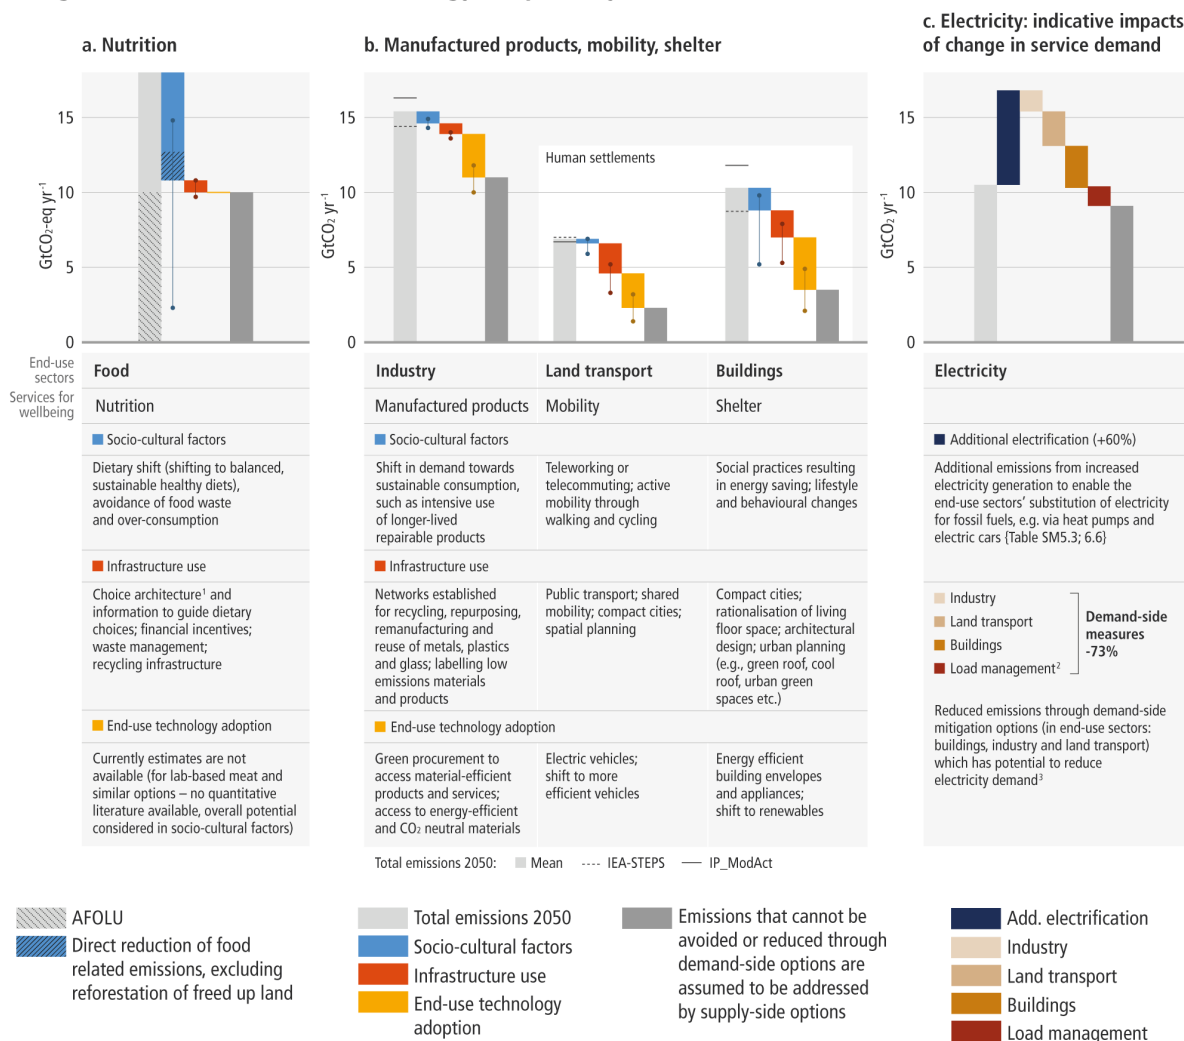 c. Electricity: indicative impacts
of change in service demand
a. Nutrition
b. Manufactured products, mobility, shelter
GtCO2-eq yr-1
15
10
5
0
GtCO2 yr-1
15
10
5
0
Human settlements
GtCO2 yr-1
15
10
5
0
End-use
sectors
Services for
wellbeing
Food
Nutrition
Socio-cultural factors
Dietary shift (shifting to balanced,
sustainable healthy diets),
avoidance of food waste
and over-consumption
Infrastructure use
Choice architecture1 and
information to guide dietary
choices; financial incentives;
waste management;
recycling infrastructure
End-use technology adoption
Currently estimates are not
available (for lab-based meat and
similar options – no quantitative
literature available, overall potential
considered in socio-cultural factors)
Industry
Land transport
Buildings
Manufactured products
Mobility
Shelter
Socio-cultural factors
Shift in demand towards
sustainable consumption,
such as intensive use
of longer-lived
repairable products
Teleworking or
telecommuting; active
mobility through
walking and cycling
Social practices resulting
in energy saving; lifestyle
and behavioural changes
Infrastructure use
Networks established
for recycling, repurposing,
remanufacturing and
reuse of metals, plastics
and glass; labelling low
emissions materials
and products
Public transport; shared
mobility; compact cities;
spatial planning
Compact cities;
rationalisation of living
floor space; architectural
design; urban planning
(e.g., green roof, cool
roof, urban green
spaces etc.)
End-use technology adoption
Green procurement to
access material-efficient
products and services;
access to energy-efficient
and CO2 neutral materials
Electric vehicles;
shift to more
efficient vehicles
Energy efficient
building envelopes
and appliances;
shift to renewables
Electricity
Additional electrification (+60%)
Additional emissions from increased
electricity generation to enable the
end-use sectors' substitution of electricity
for fossil fuels, e.g. via heat pumps and
electric cars {Table SM5.3; 6.6}
Industry
Land transport
Buildings
Load management2
Demand-side
measures
-73%
Reduced emissions through demand-side
mitigation options (in end-use sectors:
buildings, industry and land transport)
which has potential to reduce
electricity demand3
Total emissions 2050: Mean IEA-STEPS IP_ModAct
AFOLU
Direct reduction of food
related emissions, excluding
reforestation of freed up land
Total emissions 2050
Socio-cultural factors
Infrastructure use
End-use technology
adoption
Emissions that cannot be
avoided or reduced through
demand-side options are
assumed to be addressed
by supply-side options
Add. electrification
Industry
Land transport
Buildings
Load management